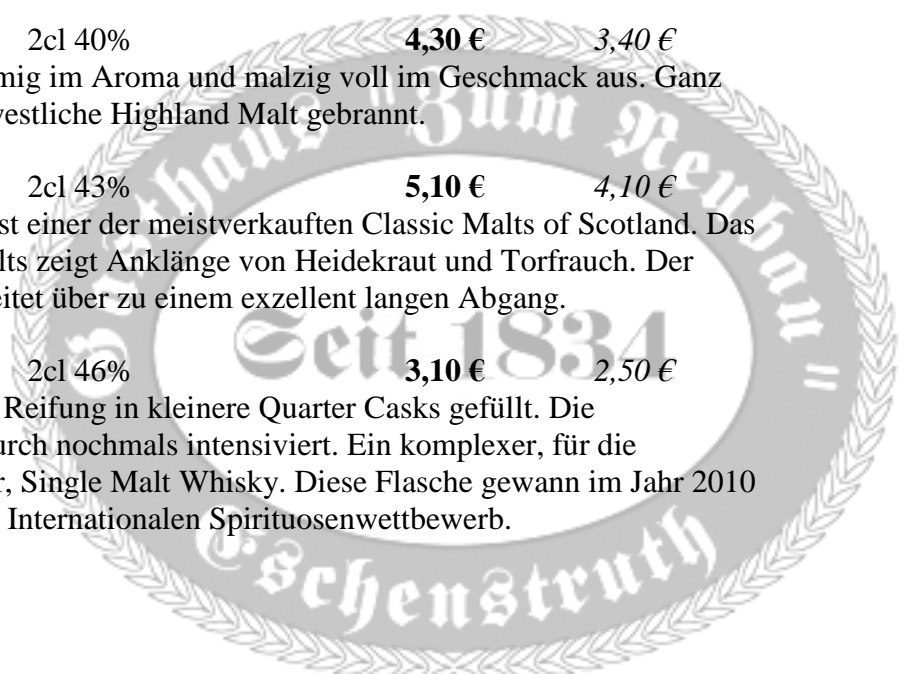 2cl 40% 4,30 € 3,40 €
mig im Aroma und malzig voll im Geschmack aus. Ganz
westliche Highland Malt gebrannt.
2cl 43% 5,10 € 4,10 €
st einer der meistverkauften Classic Malts of Scotland. Das
lts zeigt Anklänge von Heidekraut und Torfrauch. Der
eitet über zu einem exzellent langen Abgang.
2cl 46% 3,10 € 2,50 €
Reifung in kleinere Quarter Casks gefüllt. Die
urch nochmals intensiviert. Ein komplexer, für die
r, Single Malt Whisky. Diese Flasche gewann im Jahr 2010
Internationalen Spirituosenwettbewerb.
Gasthaus "Zum Neubau"
Seit 1834
Eschenstruth